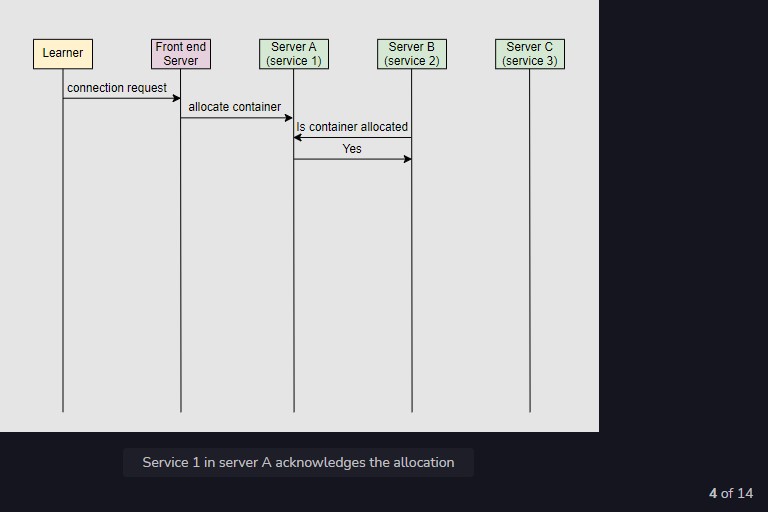 Learner
Front end
Server
Server A
(service 1)
Server B
(service 2)
Server C
(service 3)
connection request
allocate container
Is container allocated
Yes
Service 1 in server A acknowledges the allocation
4 of 14